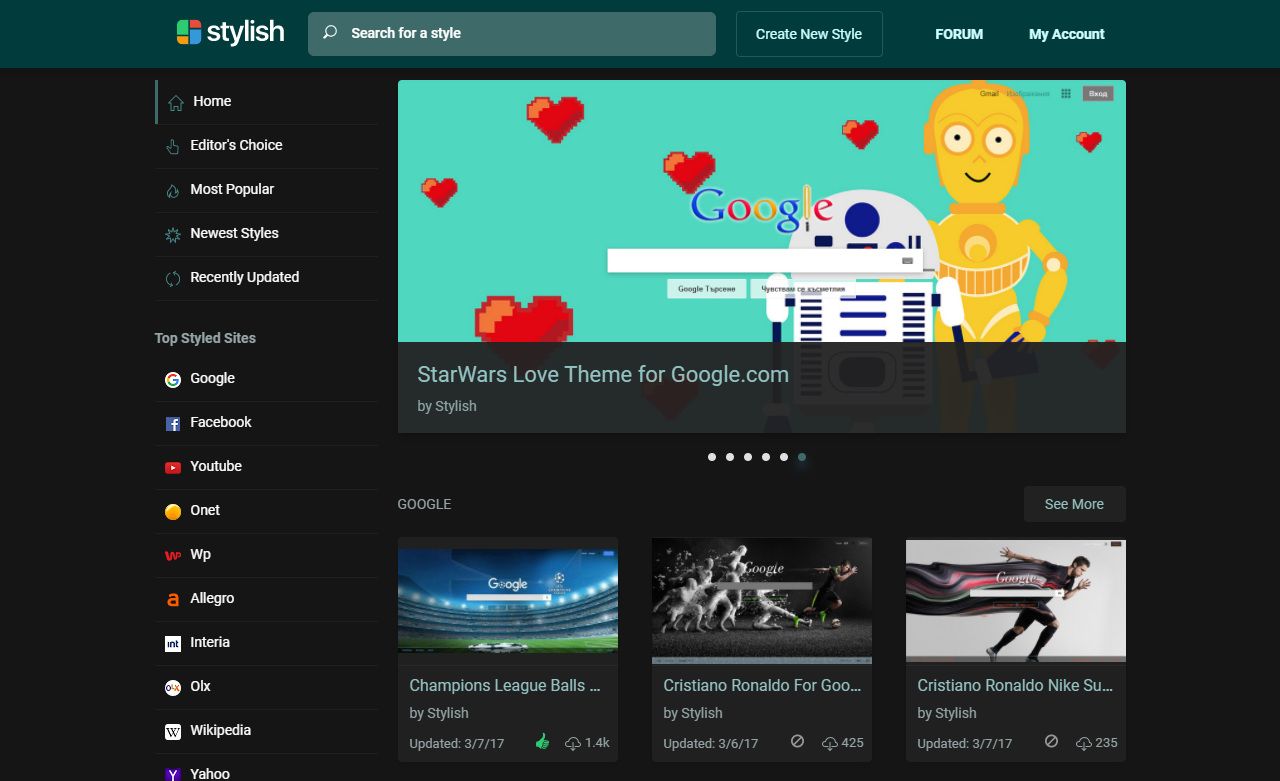 stylish
Search for a style
Create New Style
FORUM
My Account
Home
Editor's Choice
Most Popular
Newest Styles
Recently Updated
Top Styled Sites
Google
Facebook
Youtube
Onet
Wp
Allegro
Interia
Olx
Wikipedia
Yahoo
Gmail Изображения
Вход
Google
Google Търсене
Чувствам се късметлия
StarWars Love Theme for Google.com
by Stylish
GOOGLE
See More
Google
Google
Google
Champions League Balls ...
Cristiano Ronaldo For Goo...
Cristiano Ronaldo Nike Su...
by Stylish
by Stylish
by Stylish
Updated: 3/7/17
1.4k
Updated: 3/6/17
425
Updated: 3/7/17
235